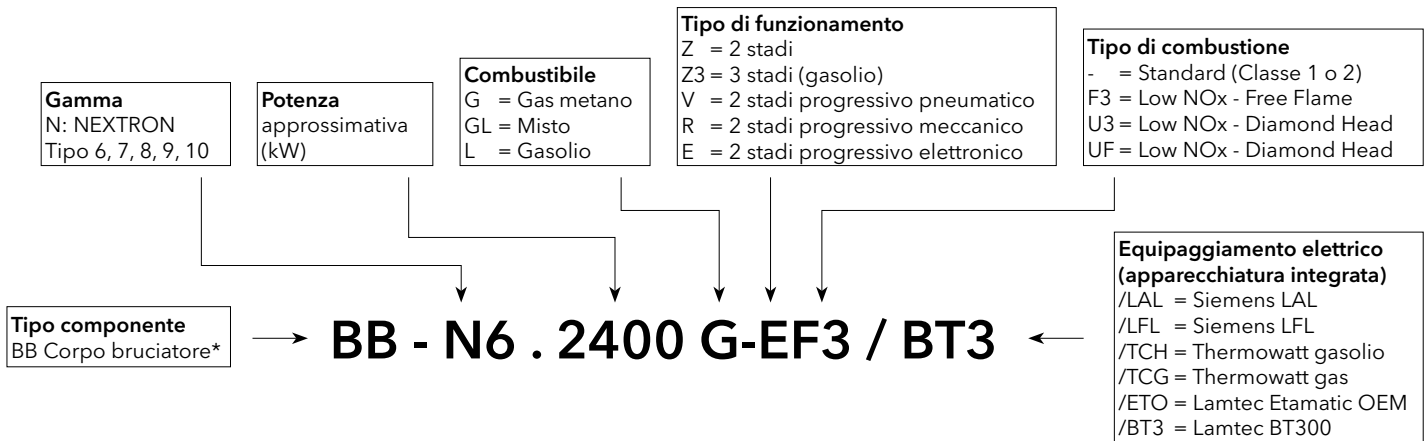 Gamma
N: NEXTRON
Tipo 6, 7, 8, 9, 10
Potenza
approssimativa
(kW)
Combustibile
G = Gas metano
GL = Misto
L = Gasolio
Tipo di funzionamento
Z = 2 stadi
Z3 = 3 stadi (gasolio)
V = 2 stadi progressivo pneumatico
R = 2 stadi progressivo meccanico
E = 2 stadi progressivo elettronico
Tipo di combustione
- = Standard (Classe 1 o 2)
F3 = Low NOx - Free Flame
U3 = Low NOx - Diamond Head
UF = Low NOx - Diamond Head
Tipo componente
BB Corpo bruciatore*
BB - N6 . 2400 G-EF3 / BT3
Equipaggiamento elettrico
(apparecchiatura integrata)
/LAL = Siemens LAL
/LFL = Siemens LFL
/TCH = Thermowatt gasolio
/TCG = Thermowatt gas
/ETO = Lamtec Etamatic OEM
/BT3 = Lamtec BT300